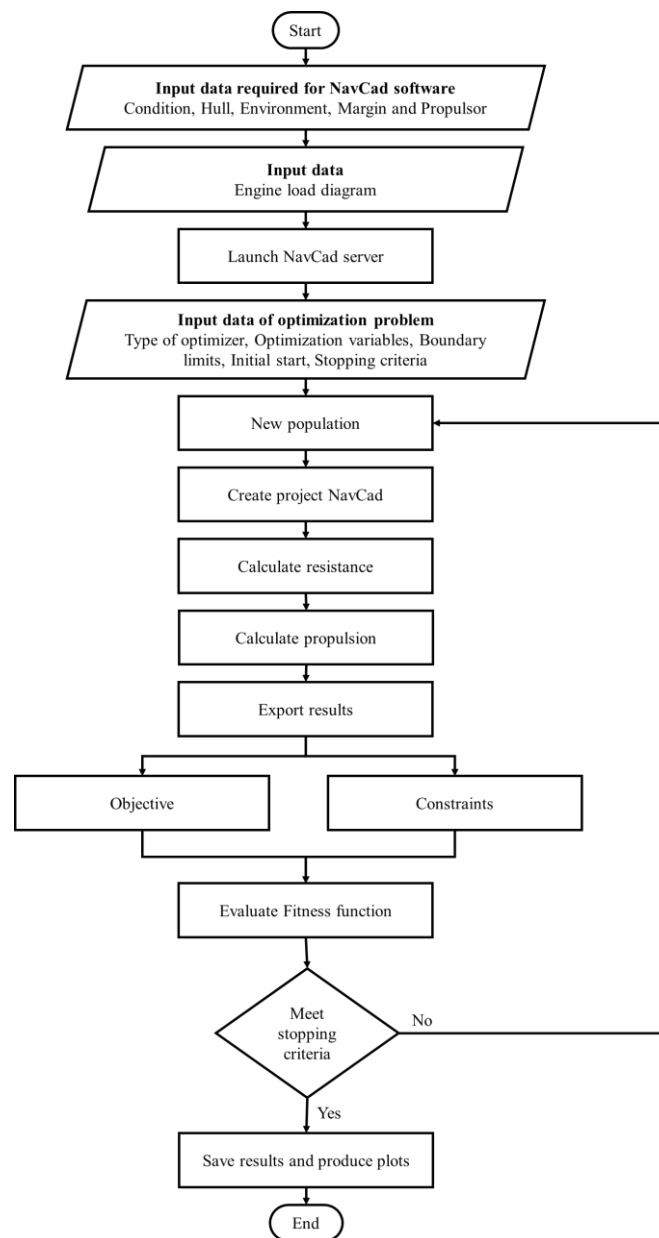 Start
Input data required for NavCad software
Condition, Hull, Environment, Margin and Propulsor
Input data
Engine load diagram
Launch NavCad server
Input data of optimization problem
Type of optimizer, Optimization variables, Boundary
limits, Initial start, Stopping criteria
New population
Create project NavCad
Calculate resistance
Calculate propulsion
Export results
Objective
Constraints
Evaluate Fitness function
Meet
stopping
criteria
No
Yes
Save results and produce plots
End